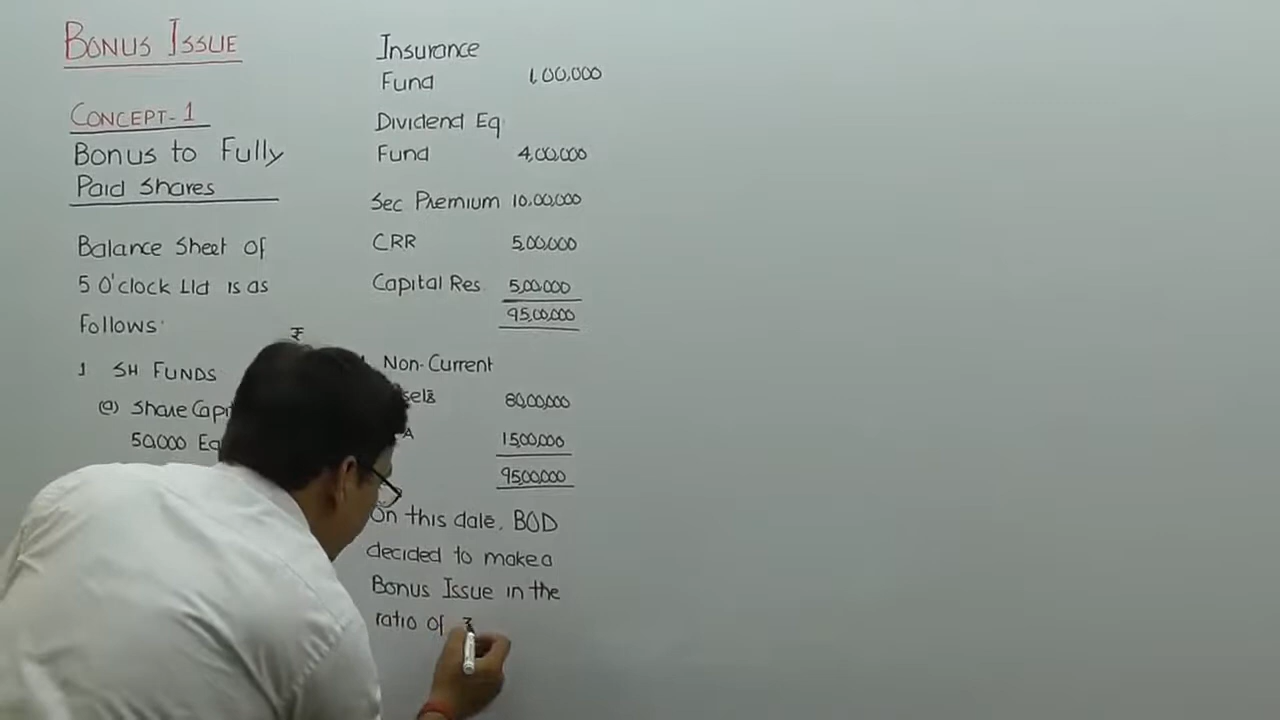 BONUS ISSUE
CONCEPT-1
Bonus to Fully
Paid Shares
Balance Sheet of
5 O'clock Ltd is as
Follows:
₹
1 SH FUNDS
(a) Share Capi
50,000 Eq
Insurance
Fund 1,00,000
Dividend Eq
Fund 4,00,000
Sec Premium 10,00,000
CRR 5,00,000
Capital Res. 5,00,000
95,00,000
Non-Current
sets 80,00,000
A 15,00,000
95,00,000
On this date, BOD
decided to make a
Bonus Issue in the
ratio of